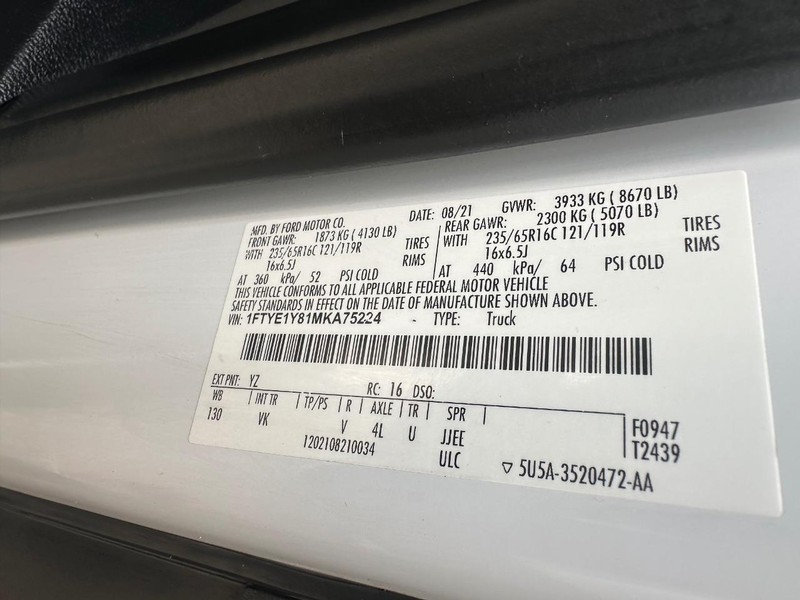 MFD. BY FORD MOTOR CO. DATE: 08/21 GVWR: 3933 KG ( 8670 LB)
FRONT GAWR: 1873 KG ( 4130 LB) REAR GAWR: 2300 KG ( 5070 LB)
WITH 235/65R16C 121/119R TIRES WITH 235/65R16C 121/119R TIRES
16x6.5J RIMS 16x6.5J RIMS
AT 360 kPa/ 52 PSI COLD AT 440 kPa/ 64 PSI COLD
THIS VEHICLE CONFORMS TO ALL APPLICABLE FEDERAL MOTOR VEHICLE
SAFETY STANDARDS IN EFFECT ON THE DATE OF MANUFACTURE SHOWN ABOVE.
VIN: 1FTYE1Y81MKA75224 - TYPE: Truck
EXT PNT: YZ RC: 16 DSO:
WB INT TR TP/PS R AXLE TR SPR
130 VK V 4L U JJEE F0947
1202108210034 ULC T2439
▽ 5U5A-3520472-AA